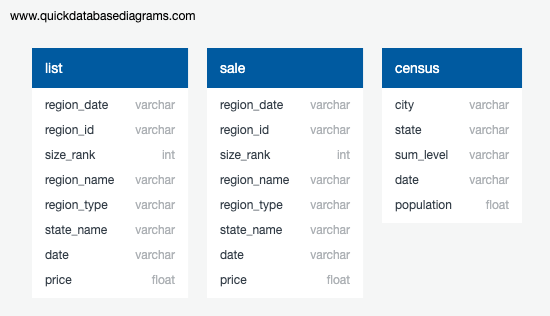 www.quickdatabasediagrams.com
list
region_date varchar
region_id varchar
size_rank int
region_name varchar
region_type varchar
state_name varchar
date varchar
price float
sale
region_date varchar
region_id varchar
size_rank int
region_name varchar
region_type varchar
state_name varchar
date varchar
price float
census
city varchar
state varchar
sum_level varchar
date varchar
population float